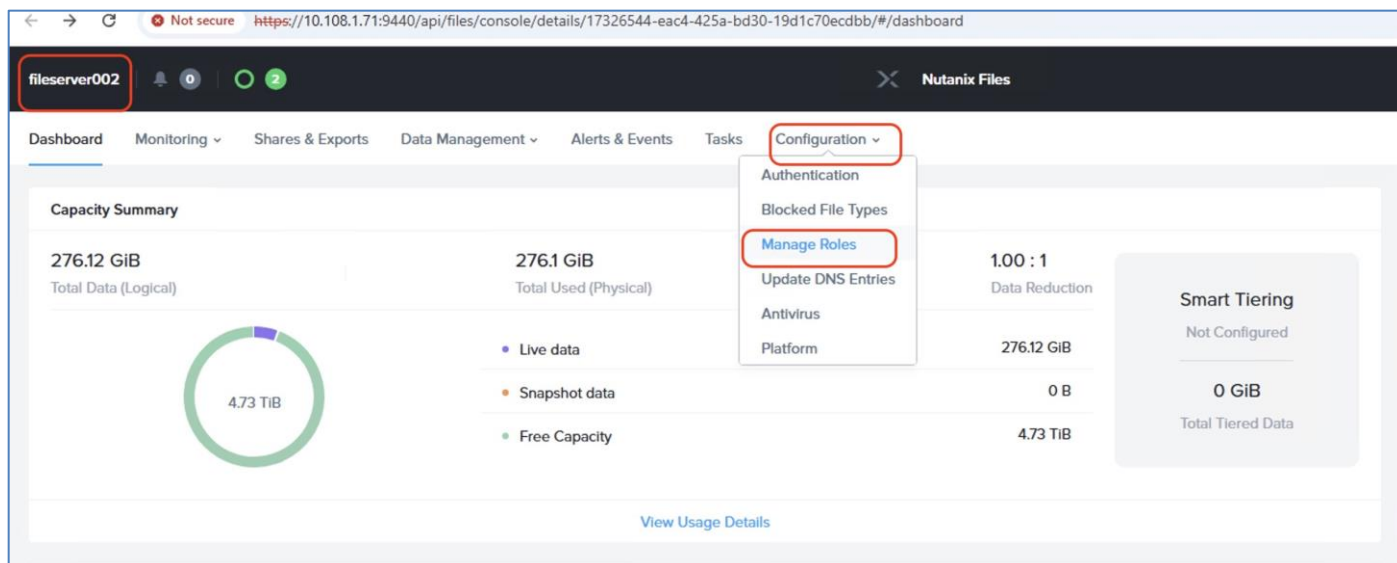 Not secure https://10.108.1.71:9440/api/files/console/details/17326544-eac4-425a-bd30-19d1c70ecdbb/#/dashboard
fileserver002 0 2 Nutanix Files
Dashboard Monitoring Shares & Exports Data Management Alerts & Events Tasks Configuration
Authentication
Blocked File Types
Manage Roles
Update DNS Entries
Antivirus
Platform
Capacity Summary
276.12 GiB 276.1 GiB 1.00 : 1
Total Data (Logical) Total Used (Physical) Data Reduction
4.73 TiB
Live data 276.12 GiB
Snapshot data 0 B
Free Capacity 4.73 TiB
Smart Tiering
Not Configured
0 GiB
Total Tiered Data
View Usage Details